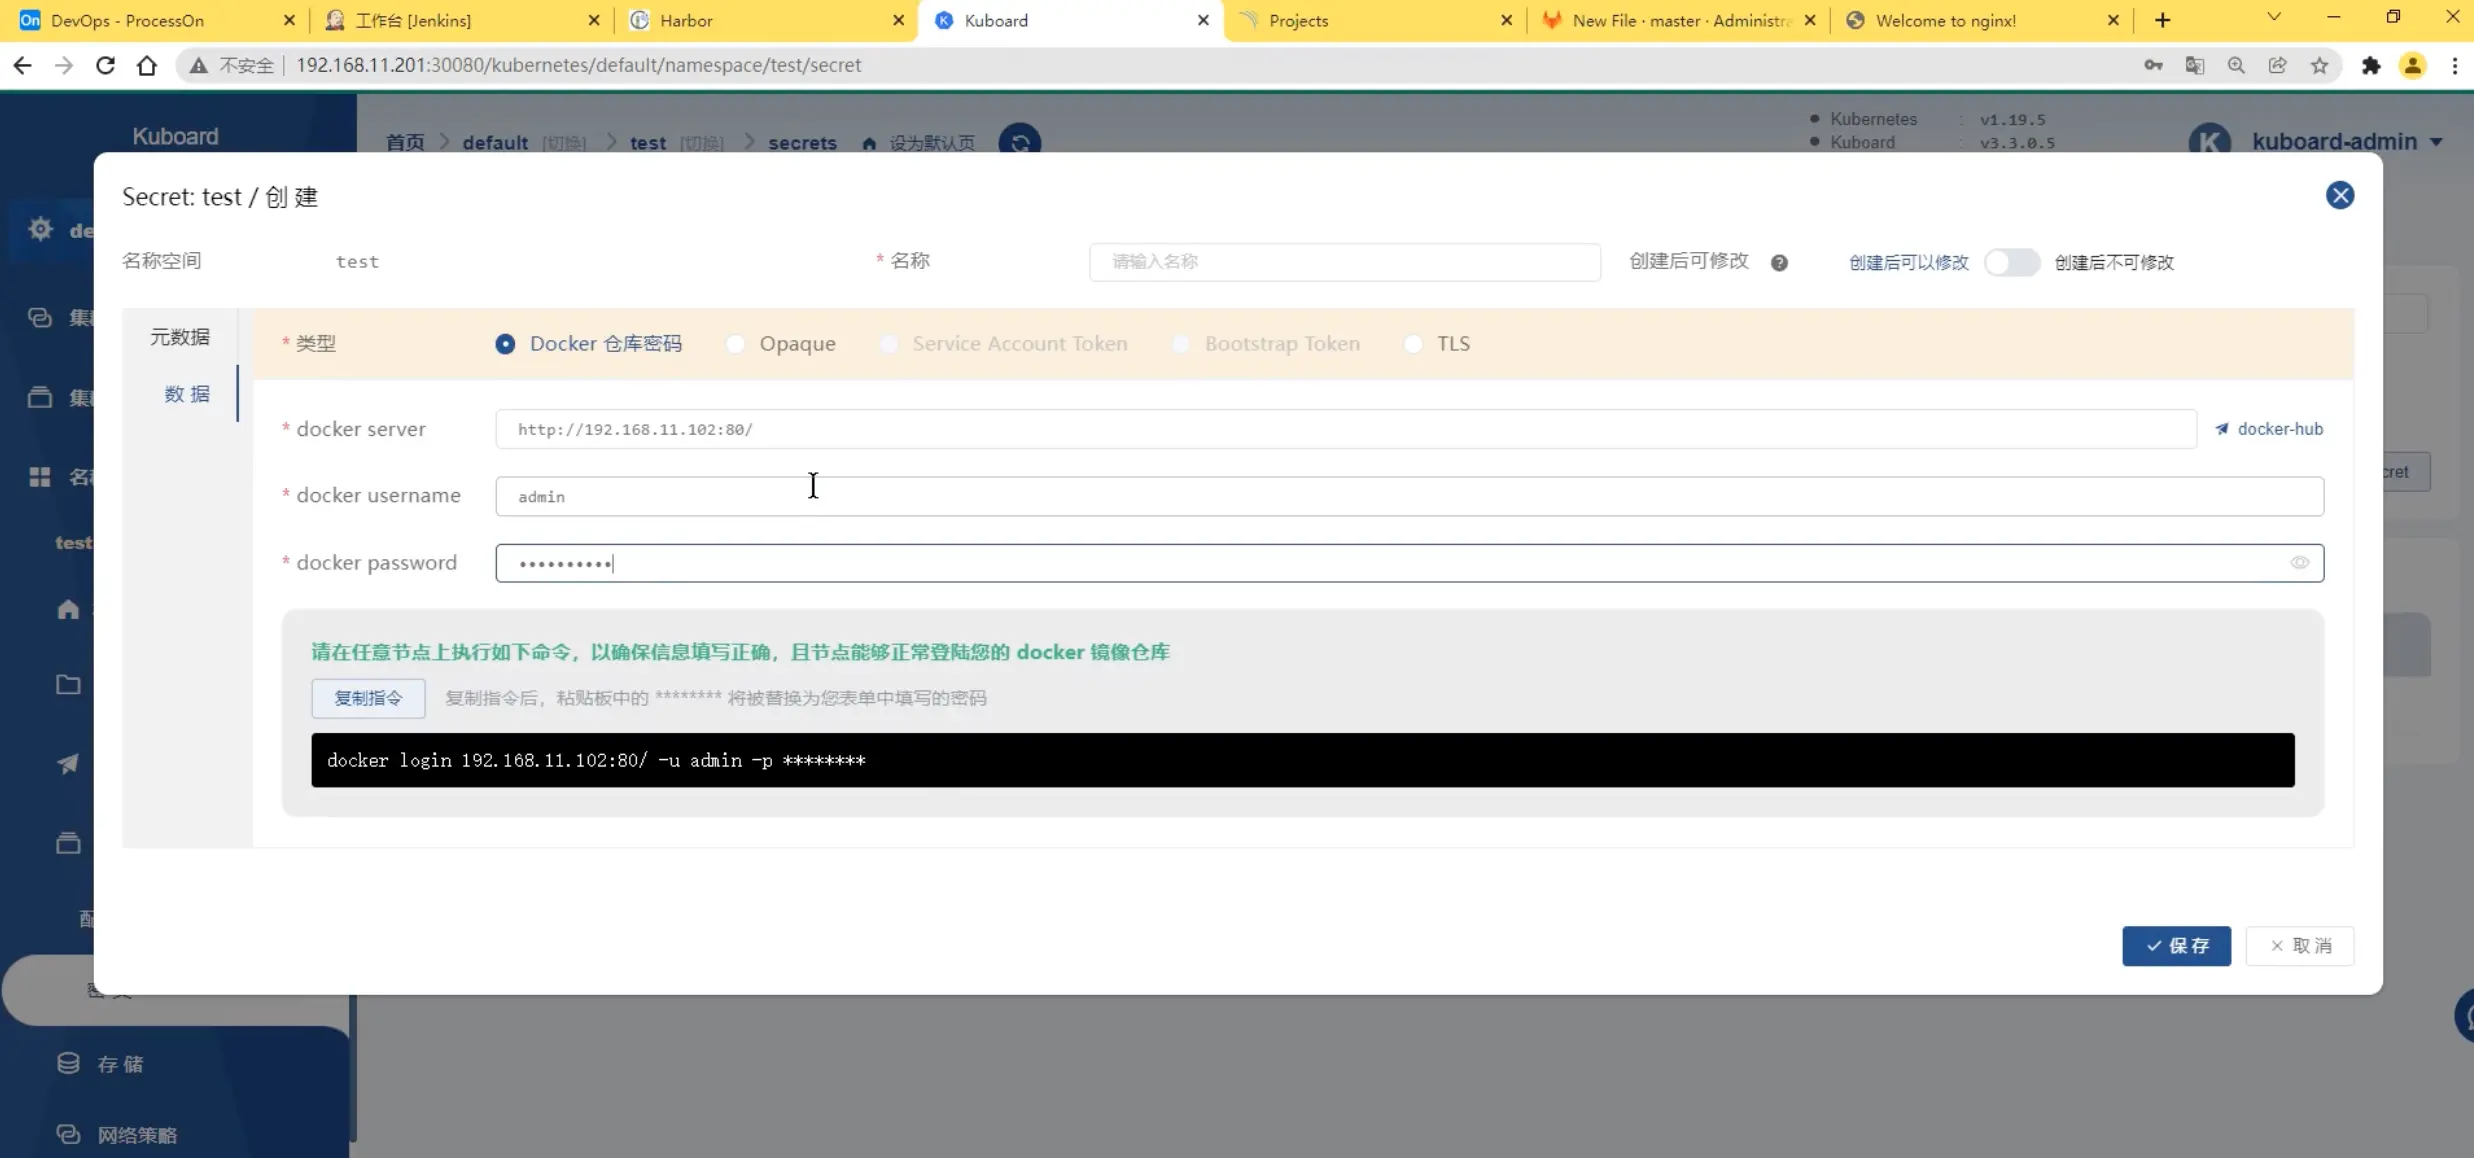 On DevOps - ProcessOn
工作台 [Jenkins]
Harbor
Kuboard
Projects
New File · master · Administra
Welcome to nginx!
不安全
192.168.11.201:30080/kubernetes/default/namespace/test/secret
Kuboard
首页 > default [切换] > test [切换] > secrets 设为默认页
Kubernetes : v1.19.5
Kuboard : v3.3.0.5
K kuboard-admin
Secret: test / 创 建
名称空间 test * 名称 请输入名称 创建后可修改 创建后可以修改 创建后不可修改
元数据
数 据
* 类型 Docker 仓库密码 Opaque Service Account Token Bootstrap Token TLS
* docker server http://192.168.11.102:80/ docker-hub
* docker username admin
* docker password ••••••••••
请在任意节点上执行如下命令，以确保信息填写正确，且节点能够正常登陆您的 docker 镜像仓库
复制指令 复制指令后，粘贴板中的 ******** 将被替换为您表单中填写的密码
docker login 192.168.11.102:80/ -u admin -p ********
保 存
取 消
test
存 储
网络策略